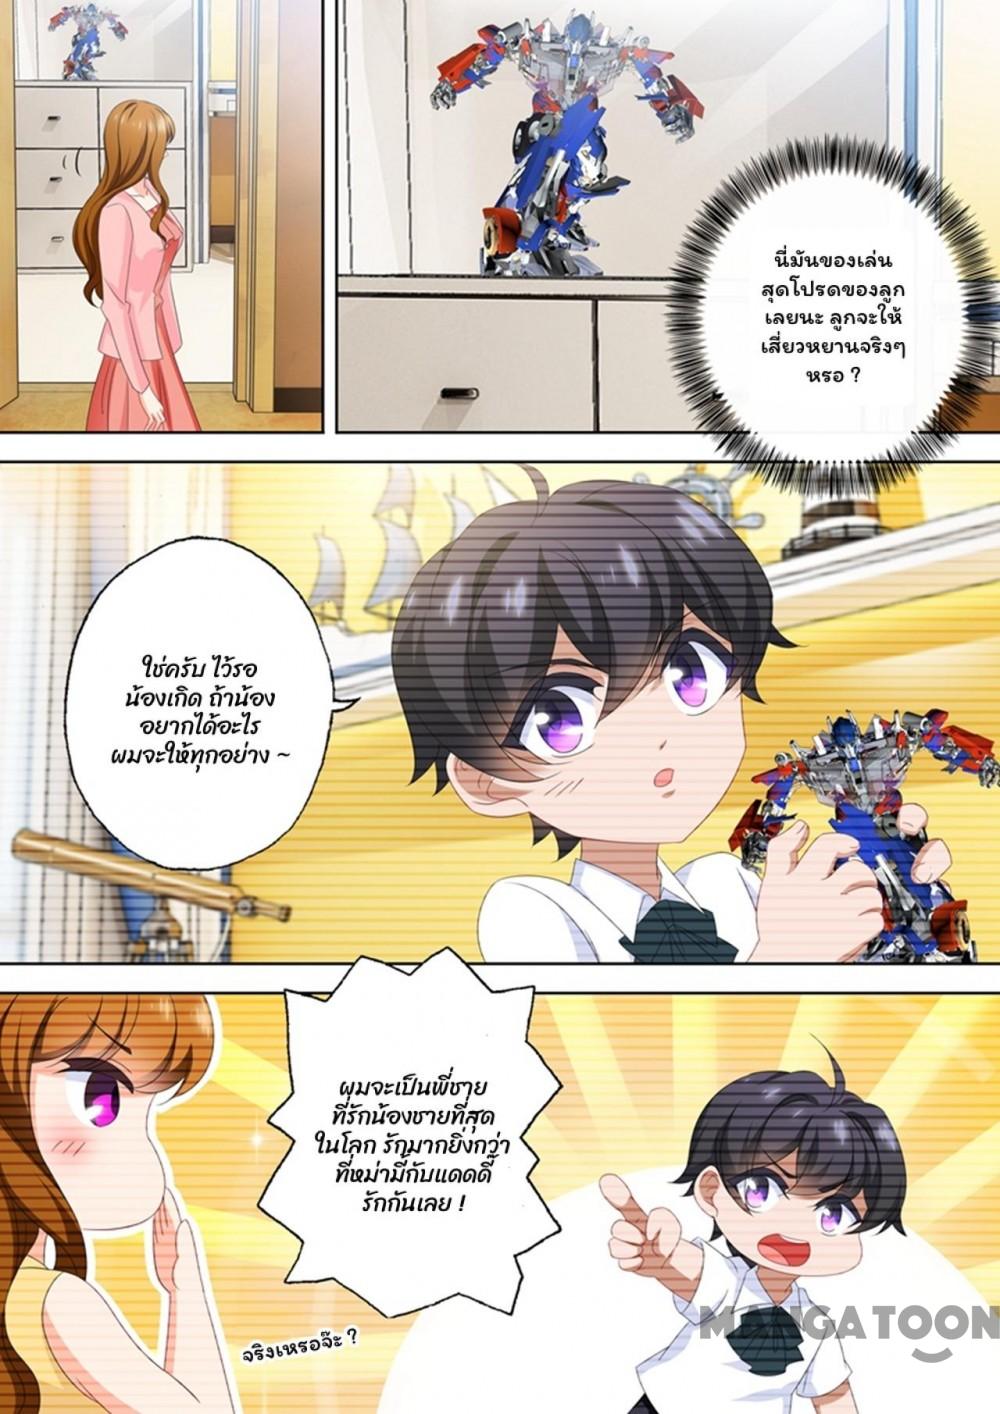 นี่มันของเล่น
สุดโปรดของลูก
เลยนะ ลูกจะให้
เสี่ยวหยานจริงๆ
หรอ ?
ใช่ครับ ไว้รอ
น้องเกิด ถ้าน้อง
อยากได้อะไร
ผมจะให้ทุกอย่าง ~
ผมจะเป็นพี่ชาย
ที่รักน้องชายที่สุด
ในโลก รักมากยิ่งกว่า
ที่หม่ามี้กับแดดดี๊
รักกันเลย !
จริงเหรอจ๊ะ ?
MANGATOON